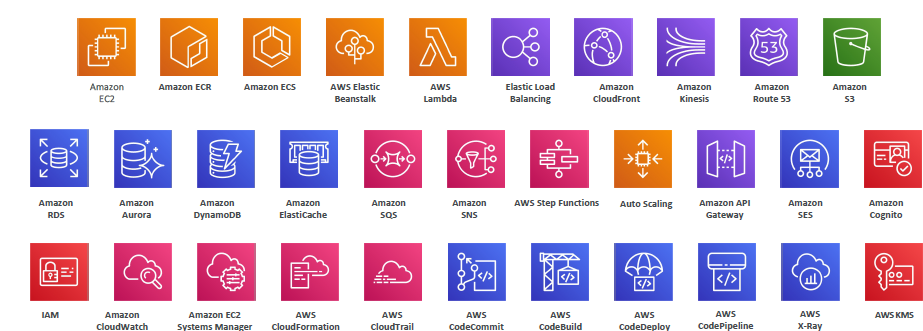 53
Amazon EC2
Amazon ECR
Amazon ECS
AWS Elastic Beanstalk
AWS Lambda
Elastic Load Balancing
Amazon CloudFront
Amazon Kinesis
Amazon Route 53
Amazon S3
Amazon RDS
Amazon Aurora
Amazon DynamoDB
Amazon ElastiCache
Amazon SQS
Amazon SNS
AWS Step Functions
Auto Scaling
Amazon API Gateway
Amazon SES
Amazon Cognito
IAM
Amazon CloudWatch
Amazon EC2 Systems Manager
AWS CloudFormation
AWS CloudTrail
AWS CodeCommit
AWS CodeBuild
AWS CodeDeploy
AWS CodePipeline
AWS X-Ray
AWS KMS